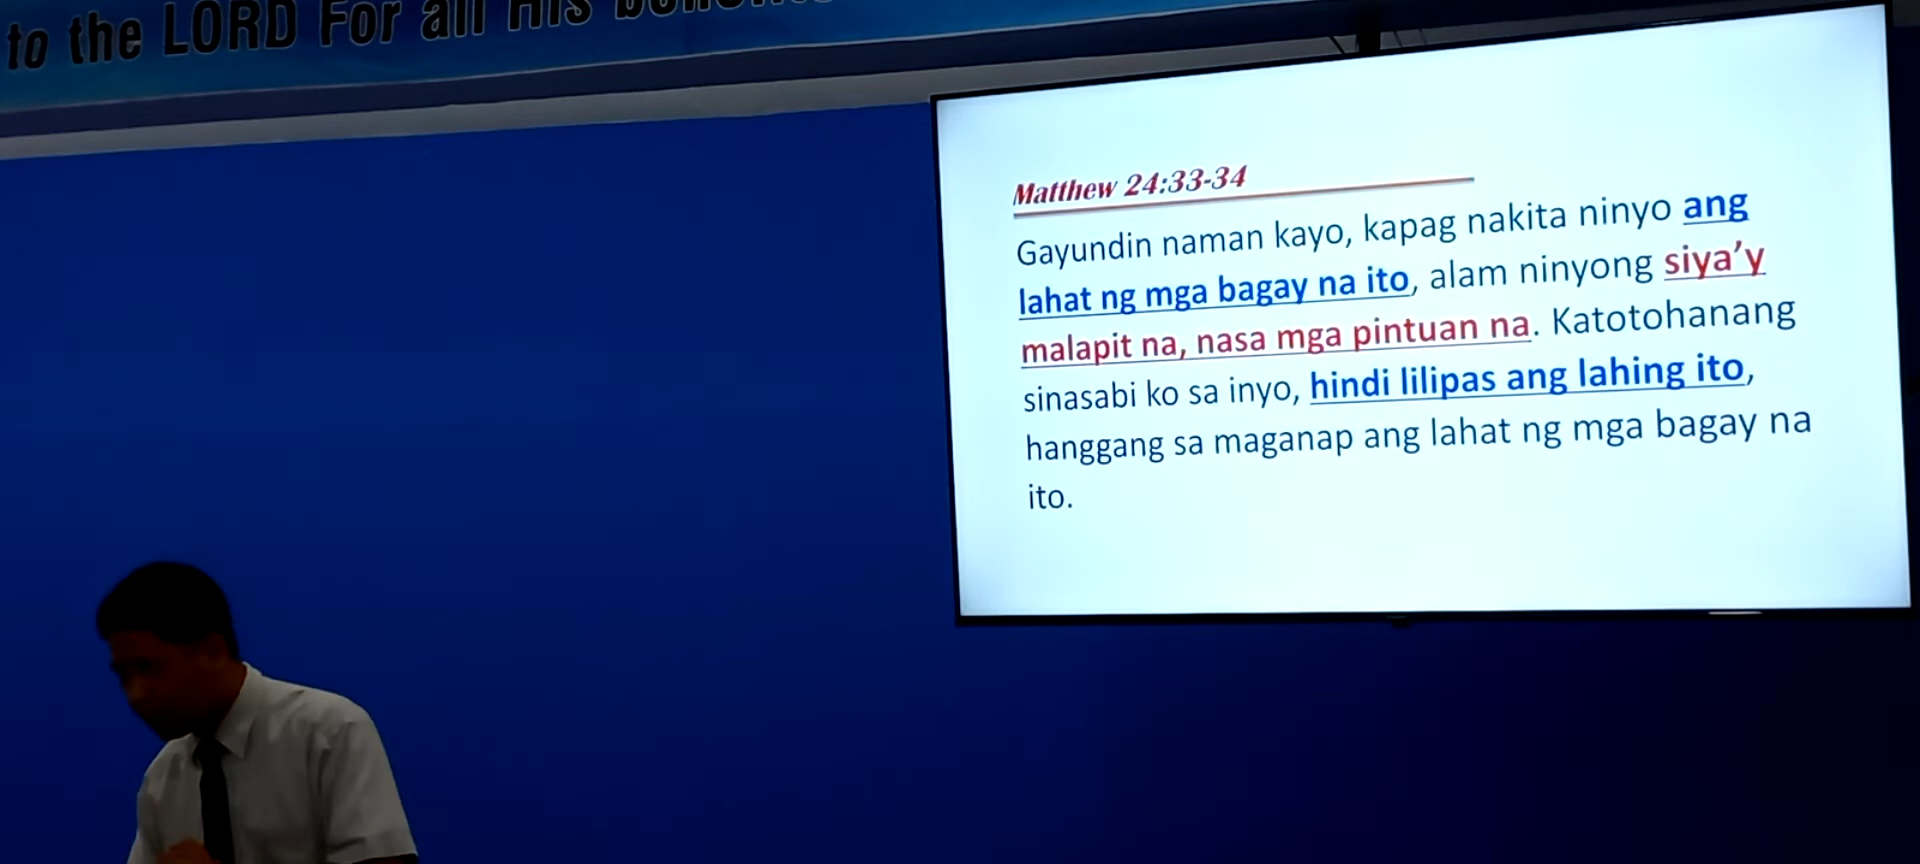 to the LORD For all His
Matthew 24:33-34
Gayundin naman kayo, kapag nakita ninyo ang
lahat ng mga bagay na ito, alam ninyong siya’y
malapit na, nasa mga pintuan na. Katotohanang
sinasabi ko sa inyo, hindi lilipas ang lahing ito,
hanggang sa maganap ang lahat ng mga bagay na
ito.